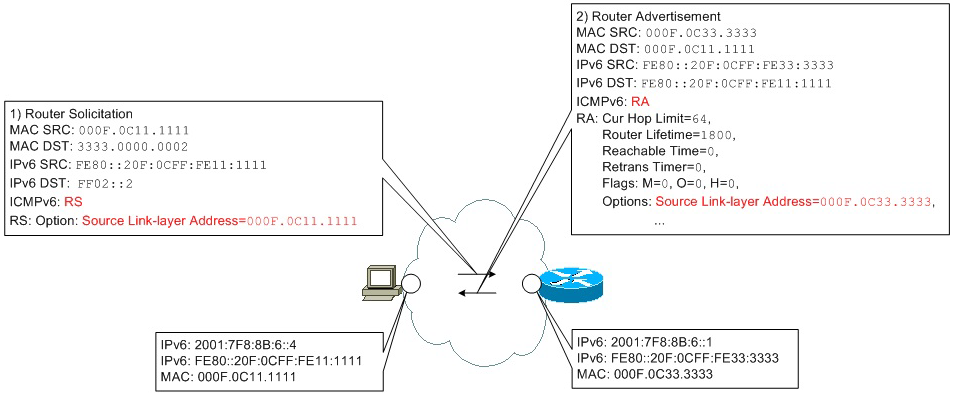 1) Router Solicitation
MAC SRC: 000F.0C11.1111
MAC DST: 3333.0000.0002
IPv6 SRC: FE80::20F:0CFF:FE11:1111
IPv6 DST: FF02::2
ICMPv6: RS
RS: Option: Source Link-layer Address=000F.0C11.1111
2) Router Advertisement
MAC SRC: 000F.0C33.3333
MAC DST: 000F.0C11.1111
IPv6 SRC: FE80::20F:0CFF:FE33:3333
IPv6 DST: FE80::20F:0CFF:FE11:1111
ICMPv6: RA
RA: Cur Hop Limit=64,
Router Lifetime=1800,
Reachable Time=0,
Retrans Timer=0,
Flags: M=0, O=0, H=0,
Options: Source Link-layer Address=000F.0C33.3333,
...
IPv6: 2001:7F8:8B:6::4
IPv6: FE80::20F:0CFF:FE11:1111
MAC: 000F.0C11.1111
IPv6: 2001:7F8:8B:6::1
IPv6: FE80::20F:0CFF:FE33:3333
MAC: 000F.0C33.3333